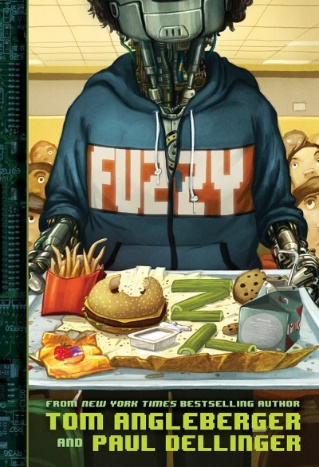 FUZZY
FROM NEW YORK TIMES BESTSELLING AUTHOR
TOM ANGLEBERGER
AND PAUL DELLINGER